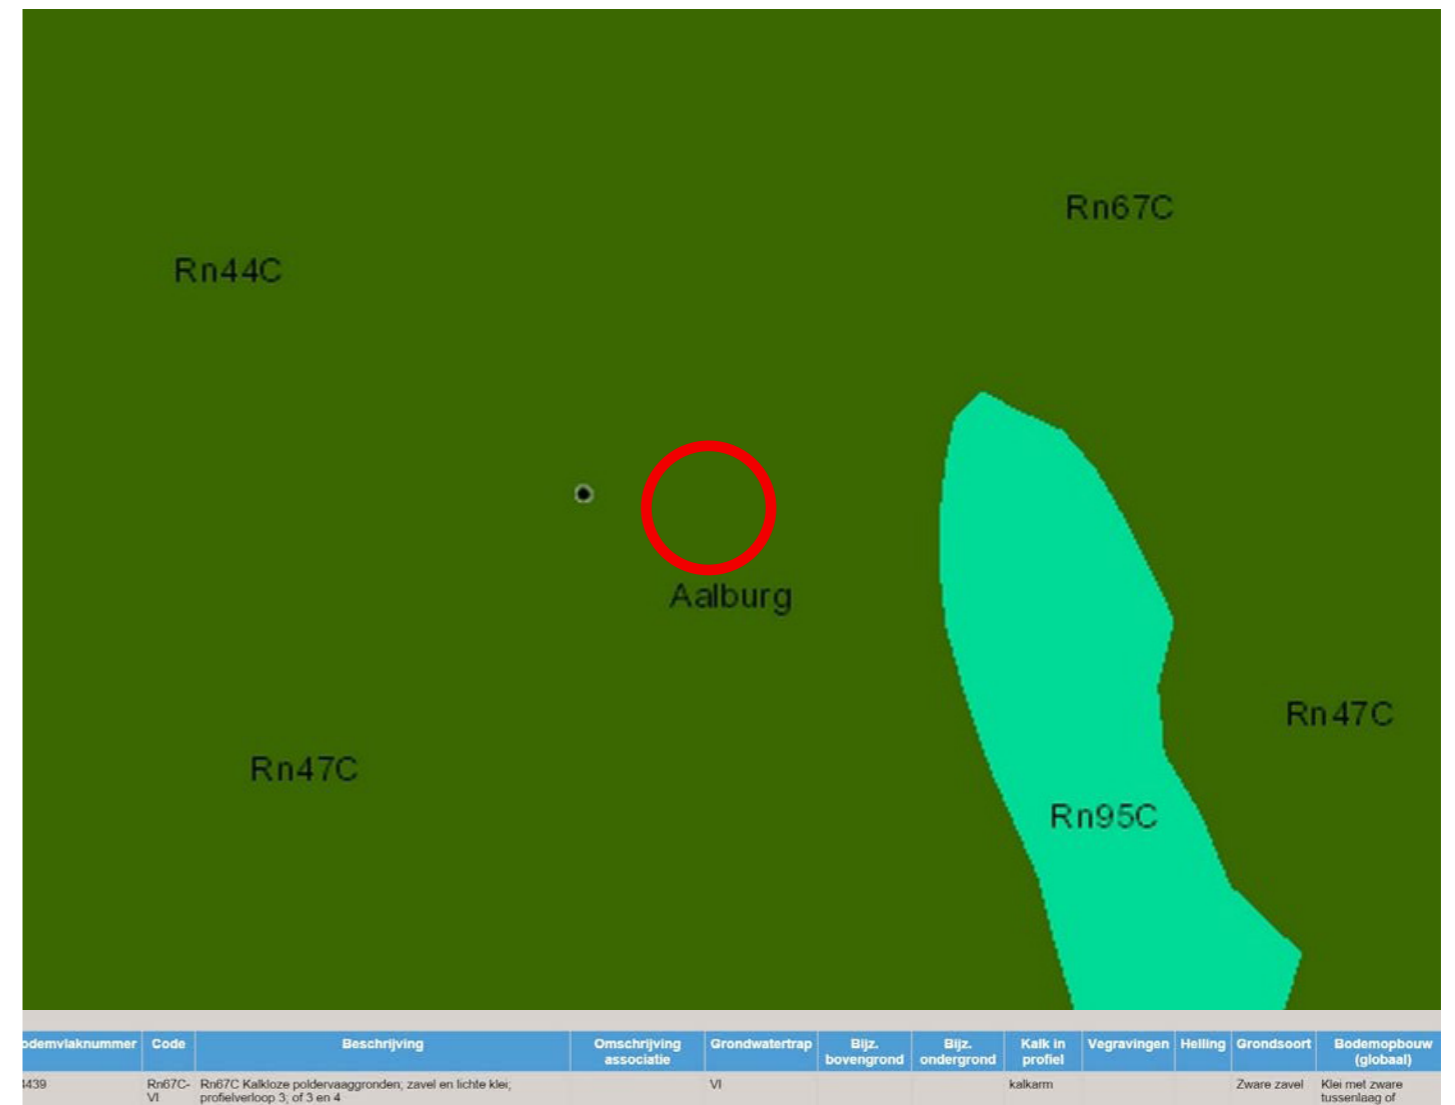 Rn67C
Rn44C
Aalburg
Rn47C
Rn47C
Rn95C
odemvlaknummer Code Beschrijving Omschrijving associatie Grondwatertrap Bijz. bovengrond Bijz. ondergrond Kalk in profiel Vegravingen Helling Grondsoort Bodemopbouw (globaal)
439 Rn67C-VI Rn67C Kalkloze poldervaaggronden; zavel en lichte klei; profielverloop 3; of 3 en 4 VI kalkarm Zware zavel Klei met zware tussenlaag of